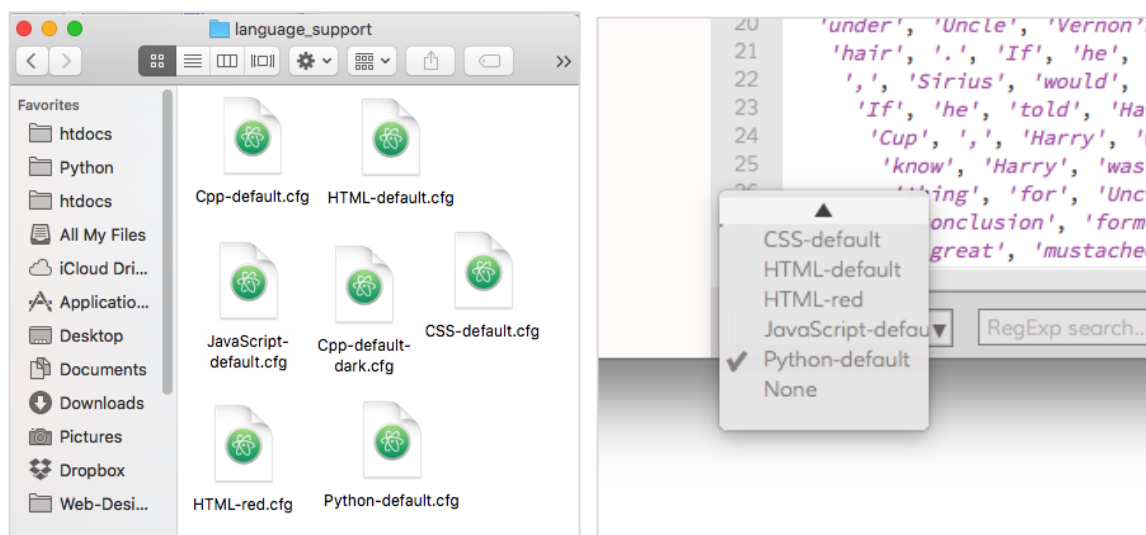 language_support
Favorites
htdocs
Python
htdocs
All My Files
iCloud Dri...
Applicatio...
Desktop
Documents
Downloads
Pictures
Dropbox
Web-Desi...
Cpp-default.cfg
HTML-default.cfg
JavaScript-
default.cfg
Cpp-default-
dark.cfg
CSS-default.cfg
HTML-red.cfg
Python-default.cfg
20 'under', 'Uncle', 'Vernon'
21 'hair', '.', 'If', 'he',
22 ',', 'Sirius', 'would',
23 'If', 'he', 'told', 'Ha
24 'Cup', ',', 'Harry', '
25 'know', 'Harry', 'was
26 'thing', 'for', 'Unc
onclusion', 'form
great', 'mustache
CSS-default
HTML-default
HTML-red
JavaScript-defau
Python-default
None
RegExp search...